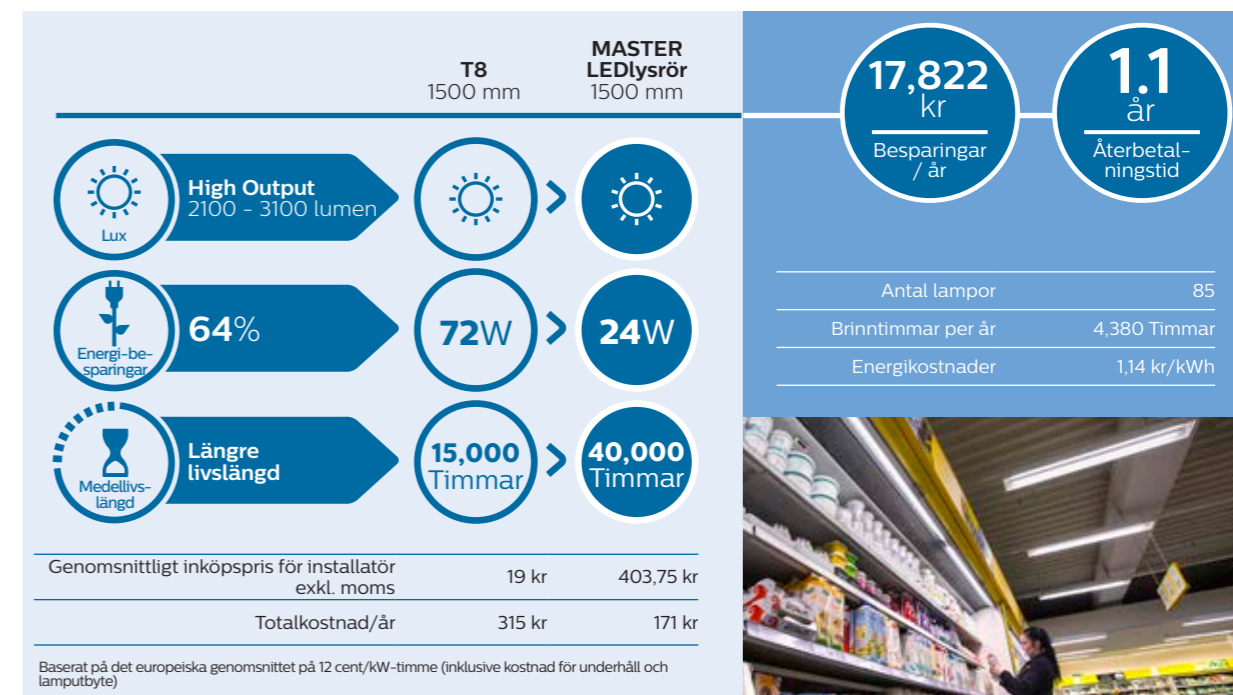 T8
1500 mm
MASTER
LEDlysrör
1500 mm
17,822
kr
Besparingar
/ år
1.1
år
Återbetal-
ningstid
Lux
High Output
2100 - 3100 lumen
Energi-be-
sparingar
64%
72W
24W
Medellivs-
längd
Längre
livslängd
15,000
Timmar
40,000
Timmar
Antal lampor 85
Brinntimmar per år 4,380 Timmar
Energikostnader 1,14 kr/kWh
Genomsnittligt inköpspris för installatör
exkl. moms 19 kr 403,75 kr
Totalkostnad/år 315 kr 171 kr
Baserat på det europeiska genomsnittet på 12 cent/kW-timme (inklusive kostnad för underhåll och
lamputbyte)